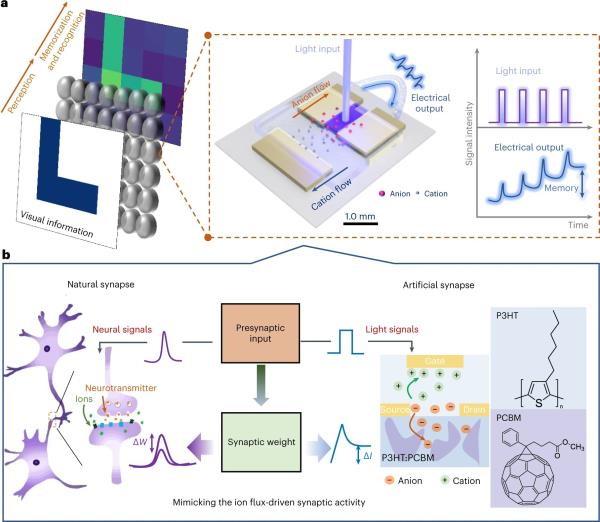 a
Perception
Memorization
and recognition
Visual information
Light input
Anion flow
Electrical
output
Cation flow
Anion
Cation
1.0 mm
Signal intensity
Light input
Electrical output
Memory
Time
b
Natural synapse
Artificial synapse
Neural signals
Presynaptic
input
Light signals
Neurotransmitter
Ions
ΔW
Synaptic weight
ΔI
Gate
Source
Drain
P3HT:PCBM
Anion
Cation
P3HT
S
n
PCBM
O
O
CH3
Mimicking the ion flux-driven synaptic activity